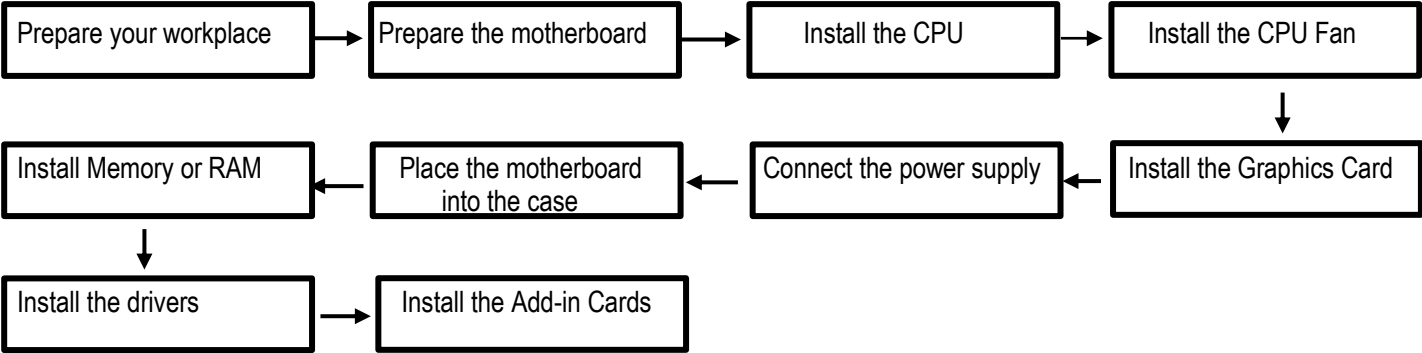 Prepare your workplace
Prepare the motherboard
Install the CPU
Install the CPU Fan
Install the Graphics Card
Connect the power supply
Place the motherboard
into the case
Install Memory or RAM
Install the drivers
Install the Add-in Cards